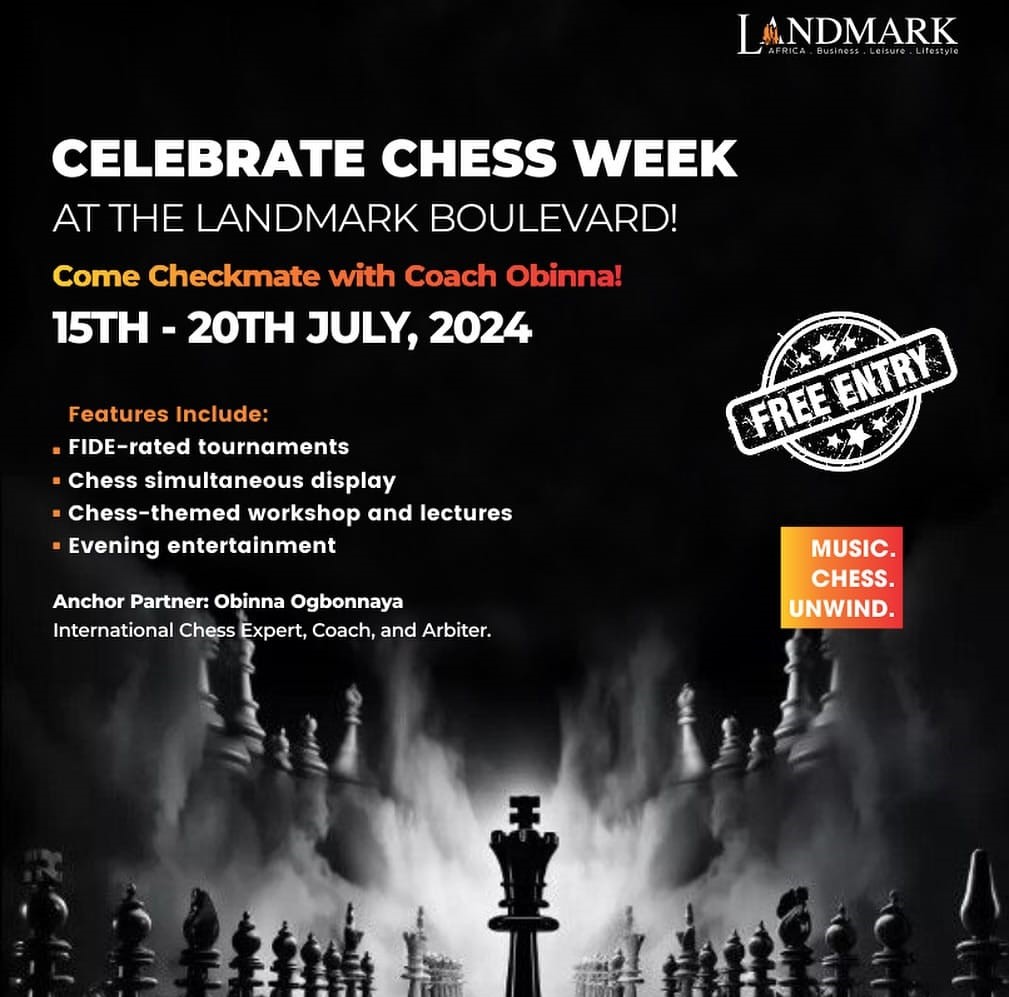 LANDMARK
AFRICA . Business . Leisure . Lifestyle
CELEBRATE CHESS WEEK
AT THE LANDMARK BOULEVARD!
Come Checkmate with Coach Obinna!
15TH - 20TH JULY, 2024
FREE ENTRY
Features Include:
▪ FIDE-rated tournaments
▪ Chess simultaneous display
▪ Chess-themed workshop and lectures
▪ Evening entertainment
MUSIC.
CHESS.
UNWIND.
Anchor Partner: Obinna Ogbonnaya
International Chess Expert, Coach, and Arbiter.